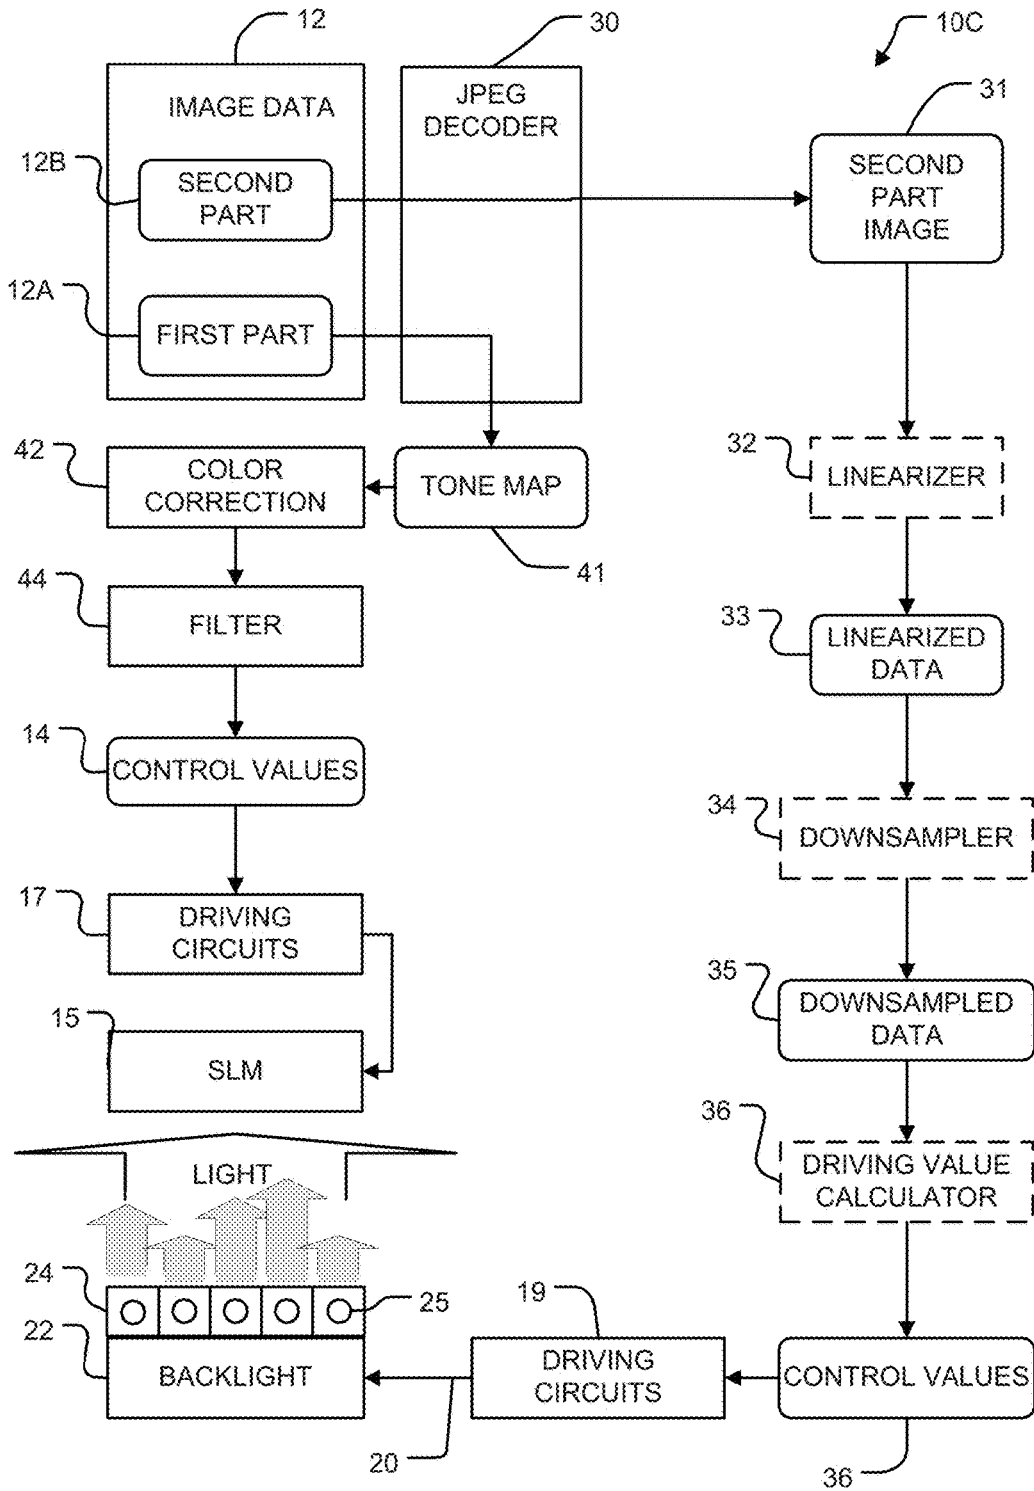 12
30
10C
IMAGE DATA
JPEG
DECODER
31
12B
SECOND
PART
SECOND
PART
IMAGE
12A
FIRST PART
42
COLOR
CORRECTION
TONE MAP
41
32
LINEARIZER
44
FILTER
33
LINEARIZED
DATA
14
CONTROL VALUES
34
DOWNSAMPLER
17
DRIVING
CIRCUITS
35
DOWNSAMPLED
DATA
15
SLM
36
DRIVING VALUE
CALCULATOR
LIGHT
24
25
19
22
BACKLIGHT
DRIVING
CIRCUITS
CONTROL VALUES
20
36